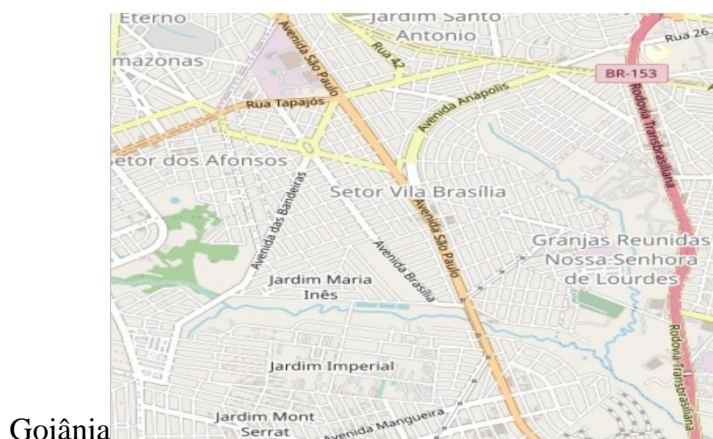 Eterno
Jardim Santo
Antonio
Avenida São Paulo
Rua 26
Rua 42
mazonas
BR-153
Rua Tapajós
Avenida Anápolis
Rodovia Transbrasiliana
Setor dos Afonsos
Setor Vila Brasília
Avenida das Bandeiras
Avenida São Paulo
Granjas Reunidas
Nossa Senhora
de Lourdes
Avenida Brasília
Jardim Maria
Inês
Rodovia Transbrasiliana
Jardim Imperial
Jardim Mont
Serrat
Avenida Mangueira
Goiânia